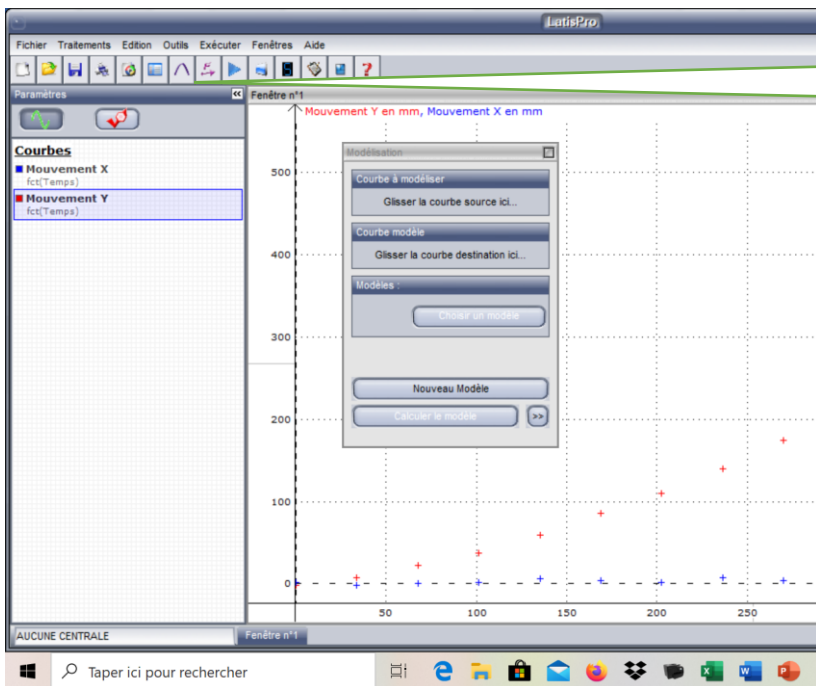 LatisPro
Fichier Traitements Edition Outils Exécuter Fenêtres Aide
Paramètres
Fenêtre n°1
Courbes
Mouvement X
fct(Temps)
Mouvement Y
fct(Temps)
Mouvement Y en mm, Mouvement X en mm
500
400
300
200
100
0
50 100 150 200 250
Modélisation
Courbe à modéliser
Glisser la courbe source ici...
Courbe modèle
Glisser la courbe destination ici...
Modèles :
Choisir un modèle
Nouveau Modèle
Calculer le modèle >>
AUCUNE CENTRALE
Fenêtre n°1
Taper ici pour rechercher